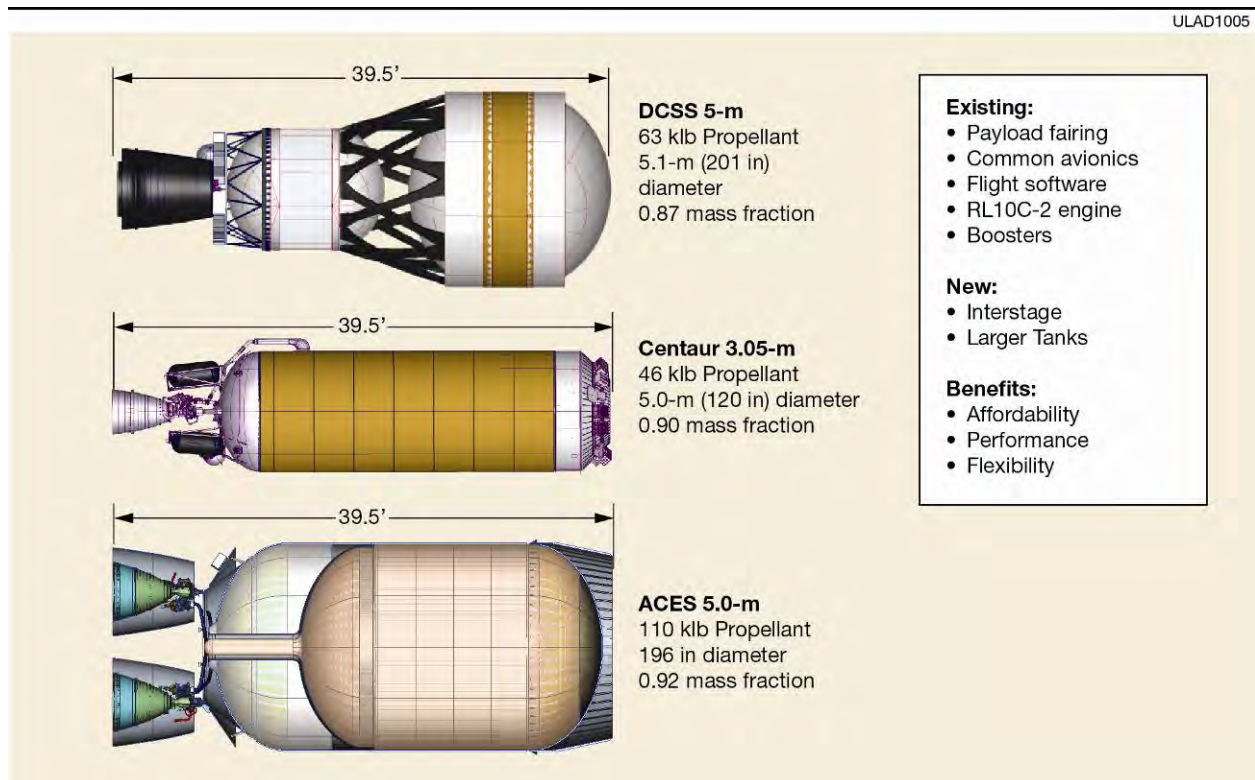 ULAD1005
39.5’
DCSS 5-m
63 klb Propellant
5.1-m (201 in)
diameter
0.87 mass fraction
39.5’
Centaur 3.05-m
46 klb Propellant
5.0-m (120 in) diameter
0.90 mass fraction
39.5’
ACES 5.0-m
110 klb Propellant
196 in diameter
0.92 mass fraction
Existing:
• Payload fairing
• Common avionics
• Flight software
• RL10C-2 engine
• Boosters
New:
• Interstage
• Larger Tanks
Benefits:
• Affordability
• Performance
• Flexibility